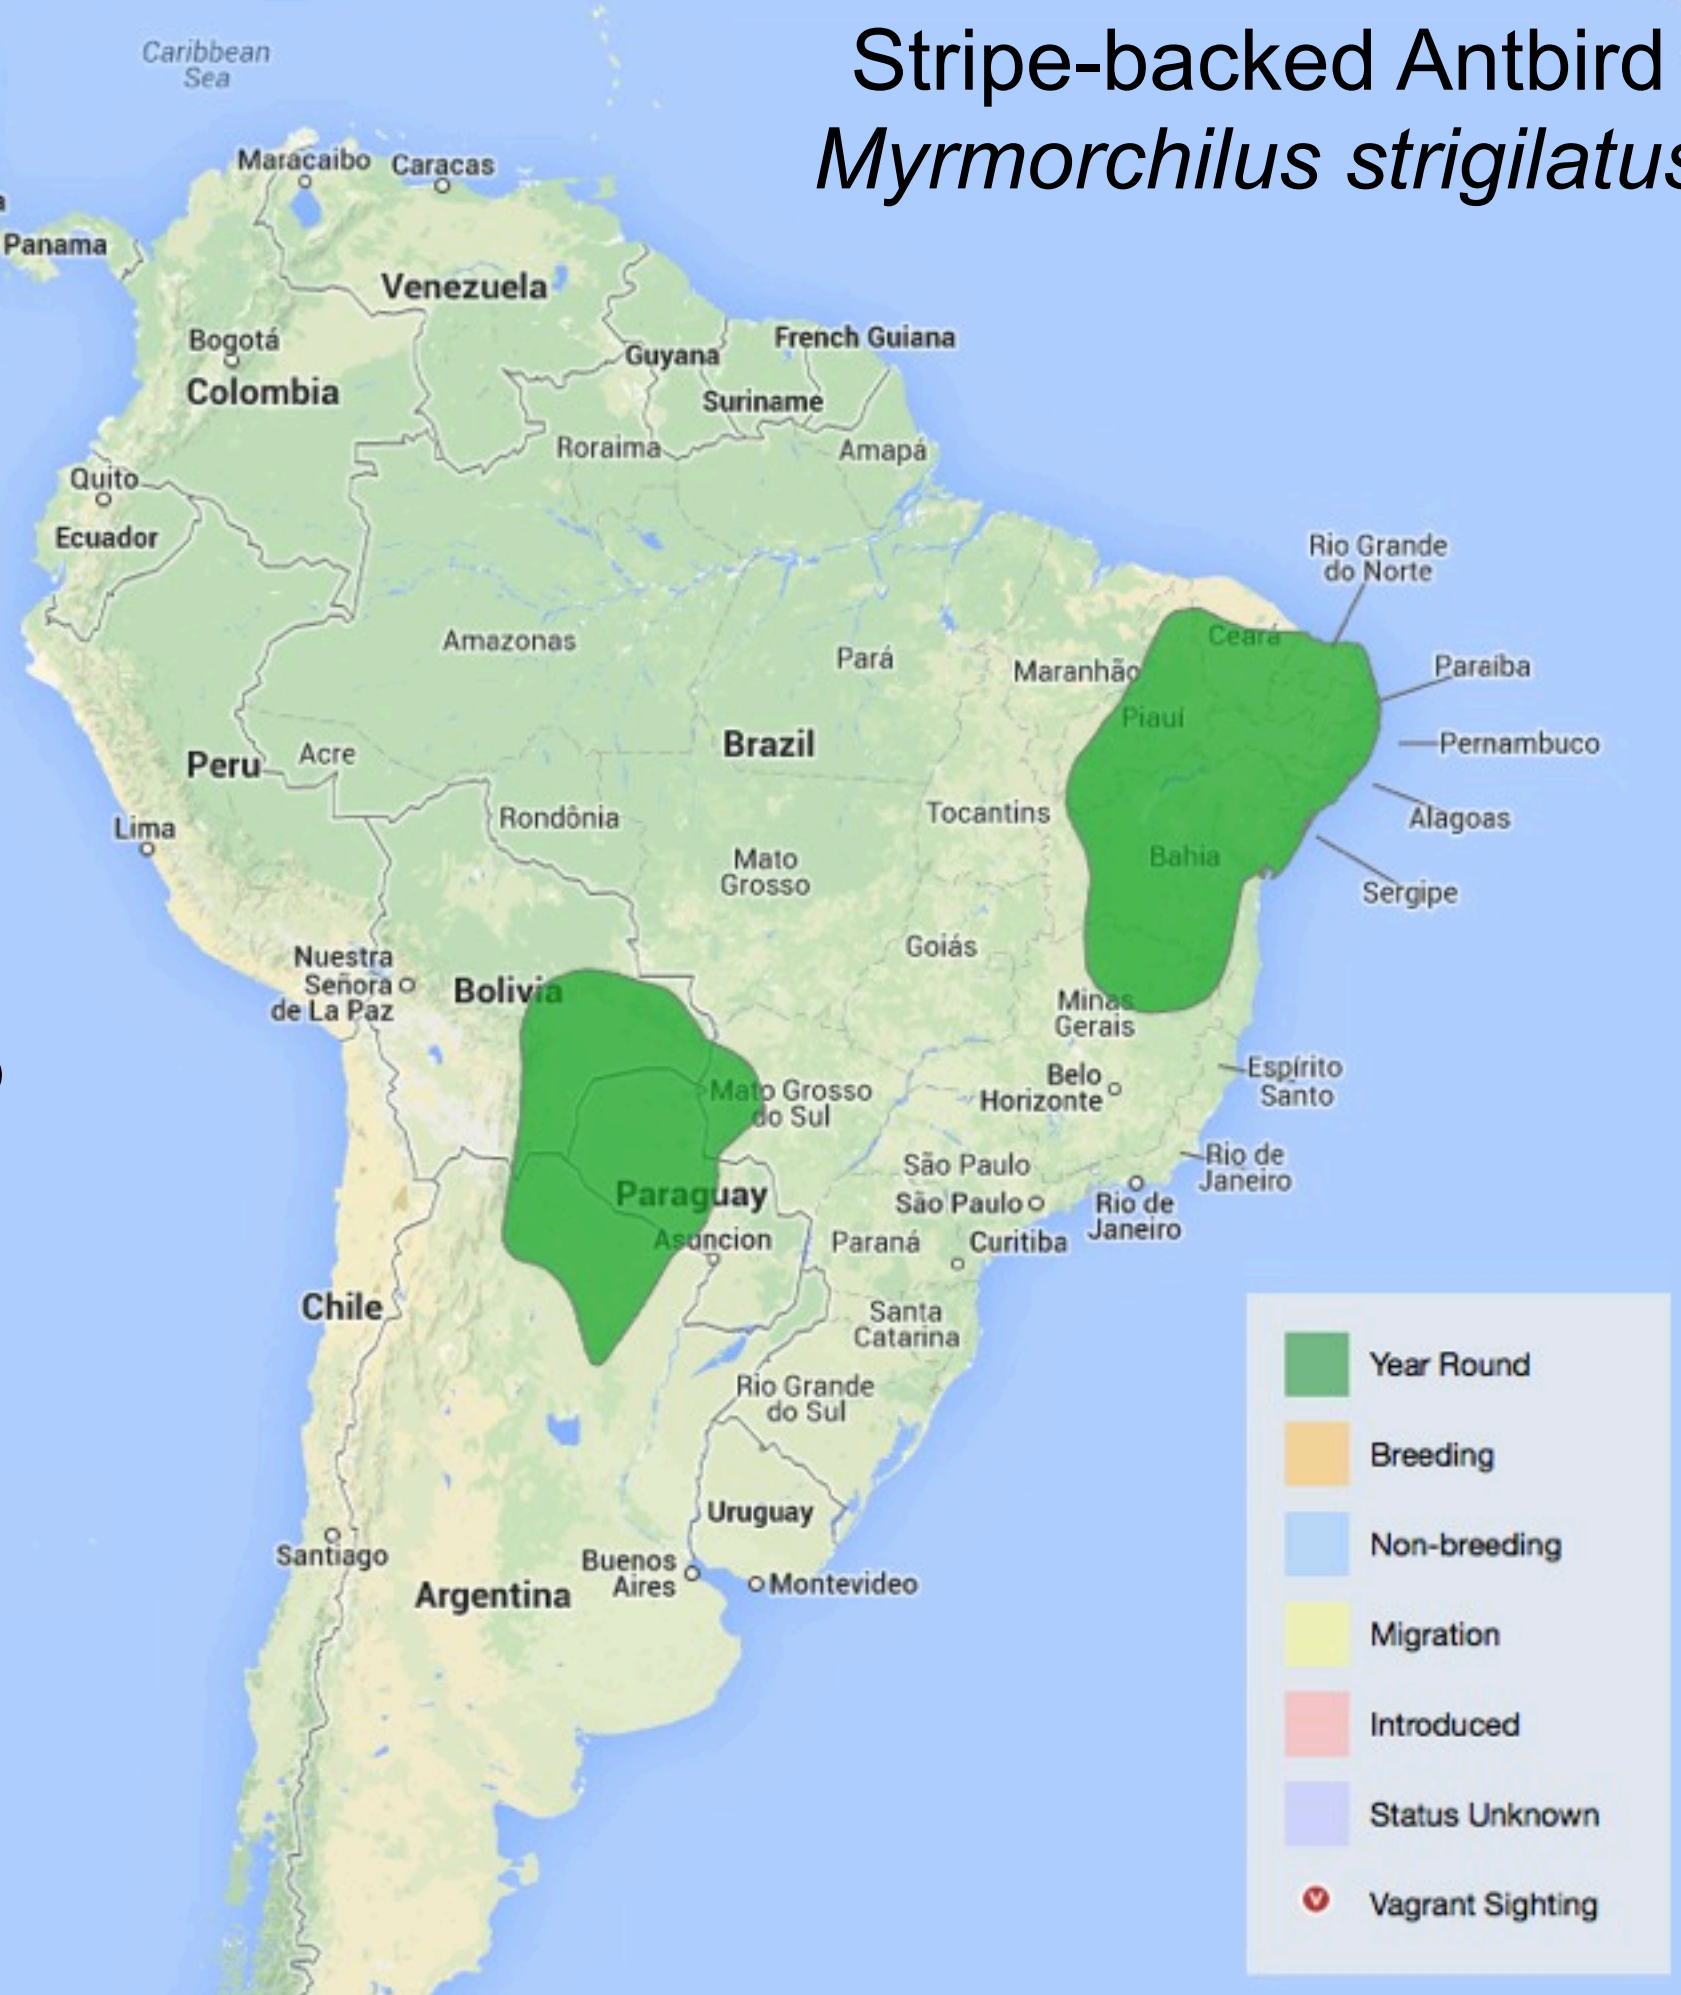 Stripe-backed Antbird
Myrmorchilus strigilatus
Caribbean
Sea
Maracaibo
Caracas
Panama
Venezuela
Bogotá
Colombia
Guyana
French Guiana
Suriname
Roraima
Amapá
Quito
Ecuador
Rio Grande
do Norte
Amazonas
Pará
Maranhão
Ceará
Paraíba
Piauí
Pernambuco
Peru
Acre
Brazil
Lima
Rondônia
Tocantins
Alagoas
Mato
Grosso
Bahia
Sergipe
Nuestra
Señora
de La Paz
Bolivia
Goiás
Minas
Gerais
Mato Grosso
do Sul
Belo
Horizonte
Espírito
Santo
São Paulo
São Paulo
Rio de
Janeiro
Rio de
Janeiro
Paraguay
Asuncion
Paraná
Curitiba
Chile
Santa
Catarina
Rio Grande
do Sul
Uruguay
Santiago
Buenos
Aires
Montevideo
Argentina
Year Round
Breeding
Non-breeding
Migration
Introduced
Status Unknown
V Vagrant Sighting